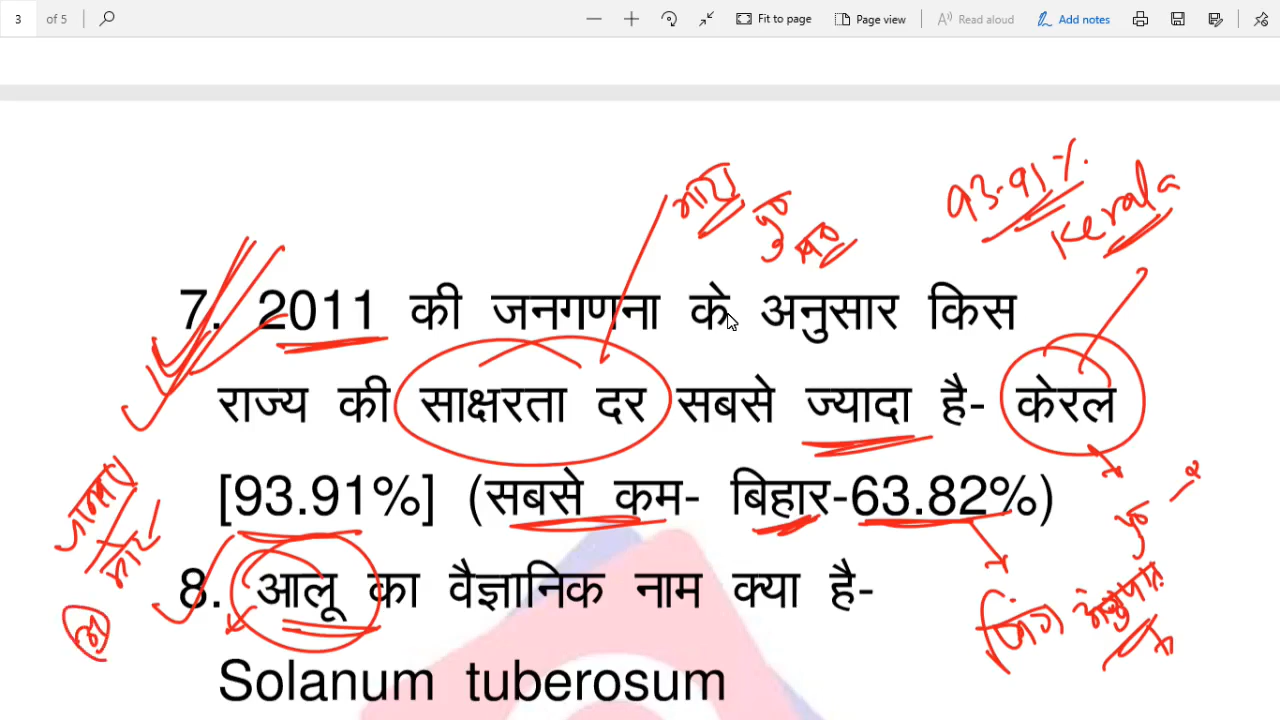 3 of 5 Fit to page Page view Read aloud Add notes
93.91%
Kerala
7. 2011 की जनगणना के अनुसार किस
राज्य की साक्षरता दर सबसे ज्यादा है- केरल
[93.91%] (सबसे कम- बिहार-63.82%)
8. आलू का वैज्ञानिक नाम क्या है-
Solanum tuberosum